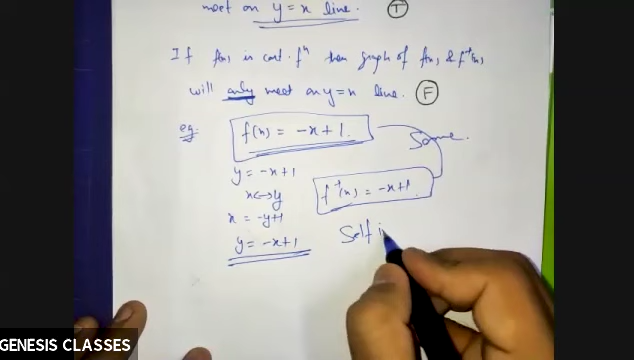 meet on y = x line. (T)
If f(x) is cont. fⁿ then graph of f(x) & f⁻¹(x)
will only meet on y = x line. (F)
eg. f(x) = -x + 1.
Same.
y = -x+1
x↔y
f⁻¹(x) = -x+1.
x = -y+1
y = -x+1
Self i
GENESIS CLASSES